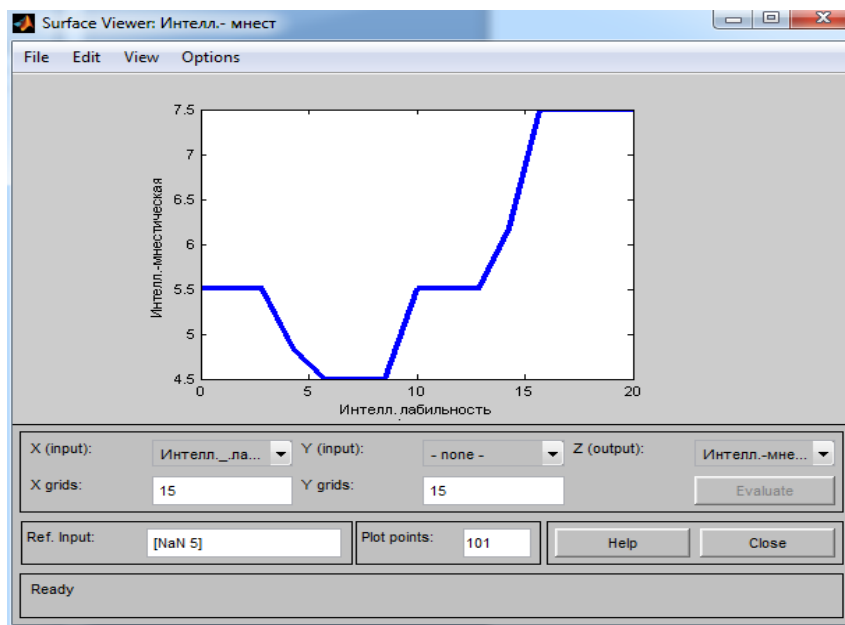 Surface Viewer: Интелл.- мнест
File Edit View Options
7.5
7
6.5
6
5.5
5
4.5
Интелл.-мнестическая
0 5 10 15 20
Интелл. лабильность
X (input): Интелл._.ла... Y (input): - none - Z (output): Интелл.-мне...
X grids: 15 Y grids: 15 Evaluate
Ref. Input: [NaN 5] Plot points: 101 Help Close
Ready